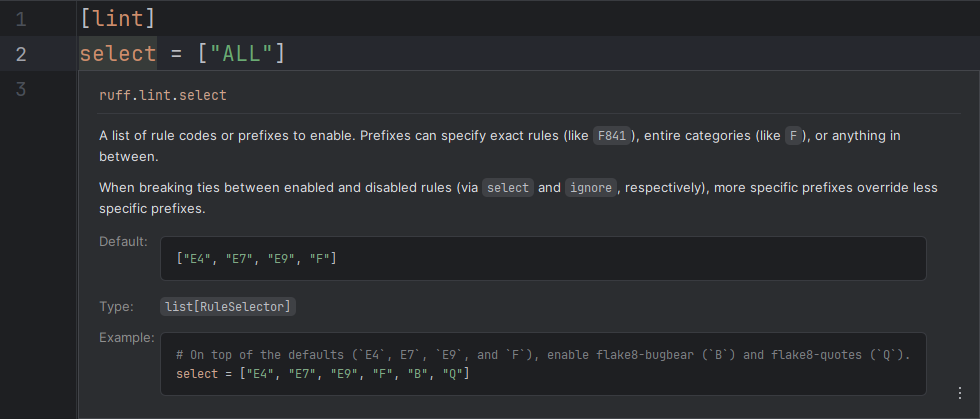 1 [lint]
2 select = ["ALL"]
3
ruff.lint.select
A list of rule codes or prefixes to enable. Prefixes can specify exact rules (like F841), entire categories (like F), or anything in
between.
When breaking ties between enabled and disabled rules (via select and ignore, respectively), more specific prefixes override less
specific prefixes.
Default: ["E4", "E7", "E9", "F"]
Type: list[RuleSelector]
Example: # On top of the defaults (`E4`, E7`, `E9`, and `F`), enable flake8-bugbear (`B`) and flake8-quotes (`Q`).
select = ["E4", "E7", "E9", "F", "B", "Q"]